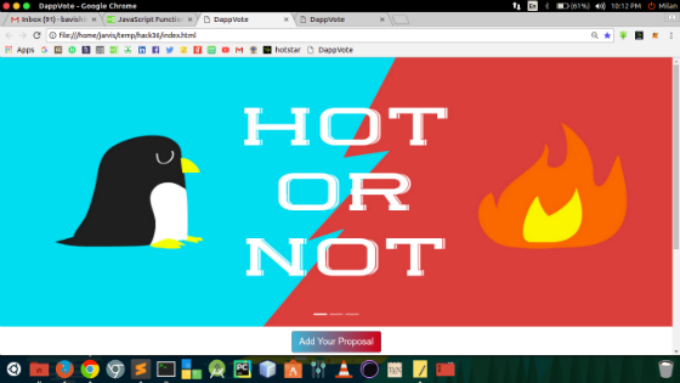 DappVote - Google Chrome
En
(61%)
10:12 PM
Milan
Inbox (91) - bavish
JavaScript Function
DappVote
DappVote
file:///home/jarvis/temp/hack36/index.html
Apps
hotstar
DappVote
HOT
OR
NOT
Add Your Proposal